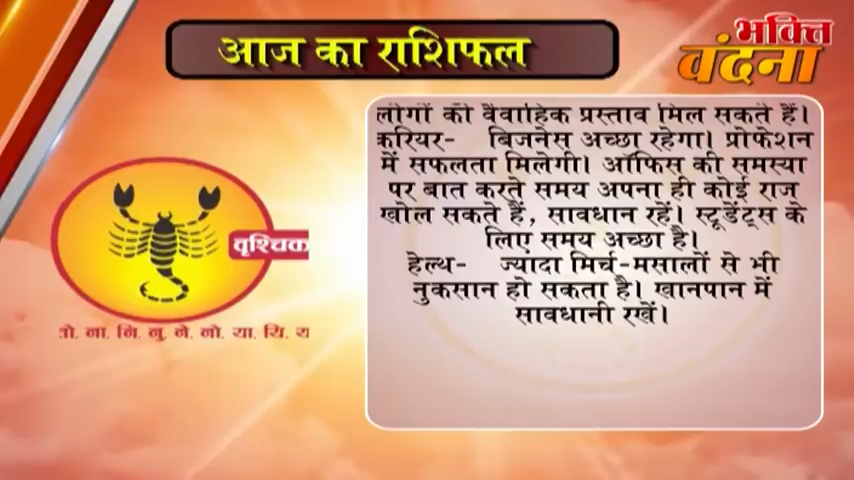 आज का राशिफल
भक्ति
वंदना
लोगों को वैवाहिक प्रस्ताव मिल सकते हैं।
करियर- बिजनेस अच्छा रहेगा। प्रोफेशन
में सफलता मिलेगी। ऑफिस की समस्या
पर बात करते समय अपना ही कोई राज
खोल सकते हैं, सावधान रहें। स्टूडेंट्स के
लिए समय अच्छा है।
हेल्थ- ज्यादा मिर्च-मसालों से भी
नुकसान हो सकता है। खानपान में
सावधानी रखें।
वृश्चिक
ना, नि, नु, ने, नो, या, यि,